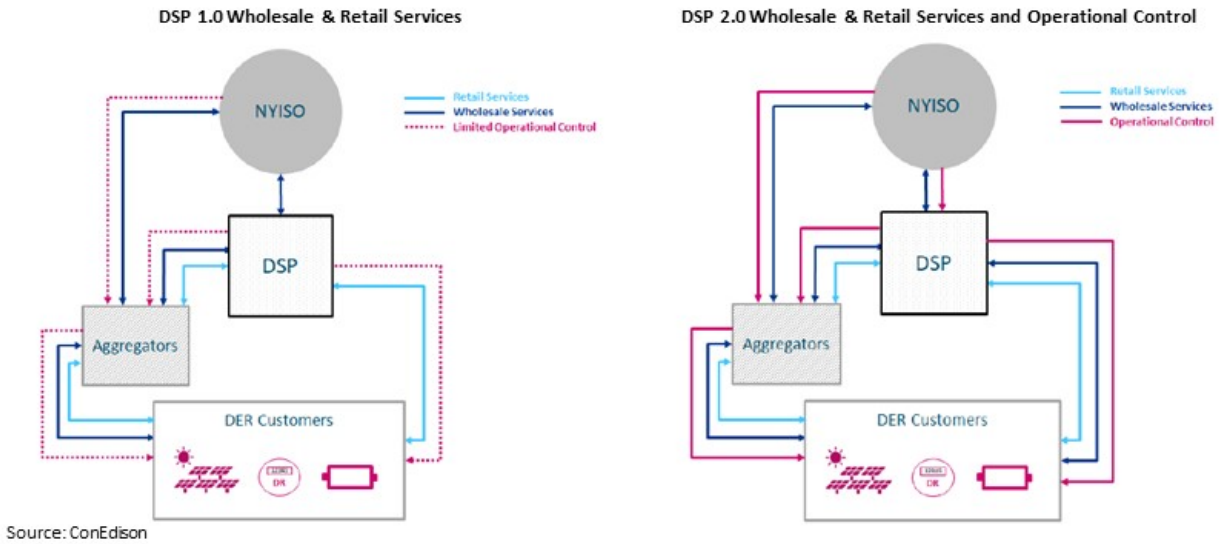 DSP 1.0 Wholesale & Retail Services
NYISO
Retail Services
Wholesale Services
Limited Operational Control
DSP
Aggregators
DER Customers
DR
DSP 2.0 Wholesale & Retail Services and Operational Control
NYISO
Retail Services
Wholesale Services
Operational Control
DSP
Aggregators
DER Customers
DR
Source: ConEdison